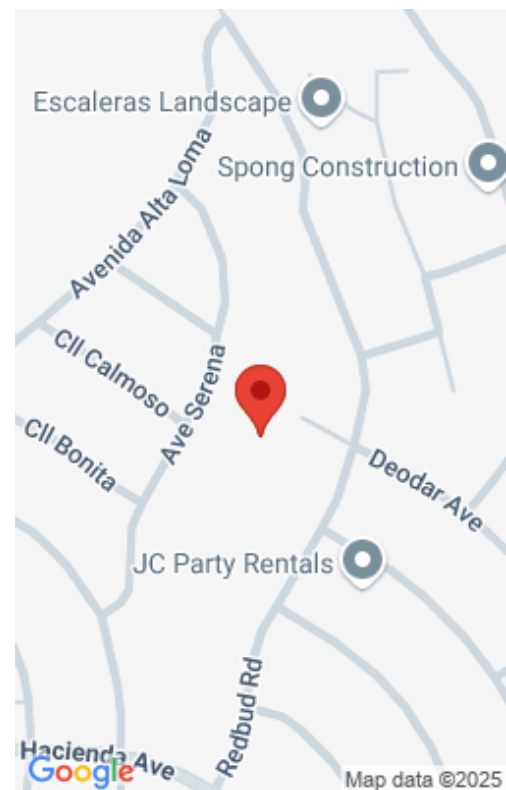 Escaleras Landscape
Spong Construction
Avenida Alta Loma
Cll Calmoso
Ave Serena
Cll Bonita
Deodar Ave
JC Party Rentals
Redbud Rd
Hacienda Ave
Google
Map data ©2025